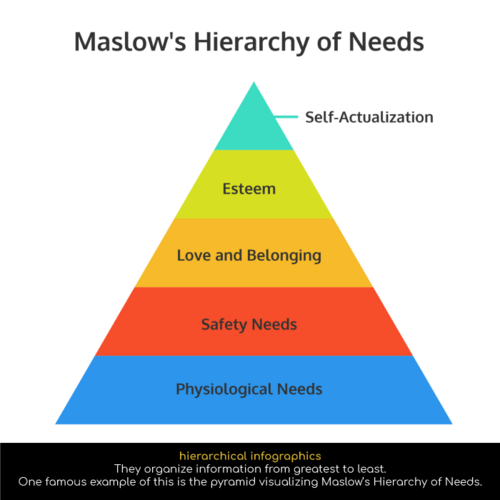 Maslow's Hierarchy of Needs
Self-Actualization
Esteem
Love and Belonging
Safety Needs
Physiological Needs
hierarchical infographics
They organize information from greatest to least.
One famous example of this is the pyramid visualizing Maslow's Hierarchy of Needs.